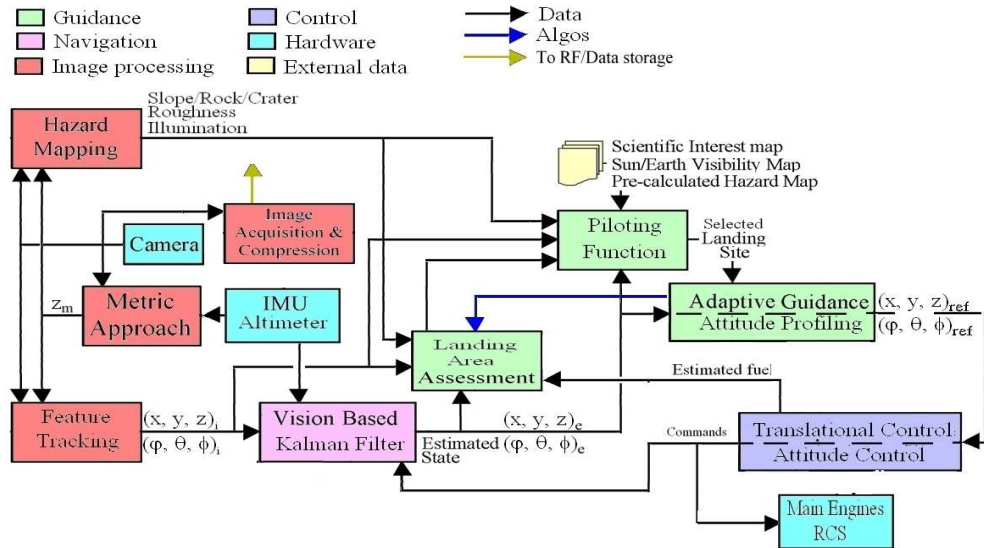 Guidance
Control
Data
Navigation
Hardware
Algos
Image processing
External data
To RF/Data storage
Slope/Rock/Crater
Roughness
Illumination
Hazard
Mapping
Scientific Interest map
Sun/Earth Visibility Map
Pre-calculated Hazard Map
Image
Acquisition &
Compression
Piloting
Function
Selected
Landing
Site
Camera
Metric
Approach
zm
IMU
Altimeter
Adaptive Guidance
Attitude Profiling
(x, y, z)ref
(φ, θ, ϕ)ref
Landing
Area
Assessment
Estimated fuel
Feature
Tracking
(x, y, z)i
(φ, θ, ϕ)i
Vision Based
Kalman Filter
(x, y, z)e
Estimated (φ, θ, ϕ)e
State
Commands
Translational Control
Attitude Control
Main Engines
RCS